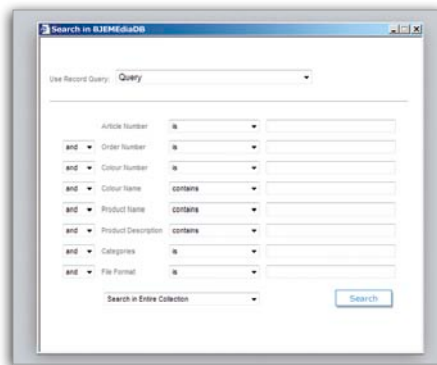 Search in BJEMEdiaDB
Use Record Query: Query
Article Number is
and Order Number is
and Colour Number is
and Colour Name contains
and Product Name contains
and Product Description contains
and Categories is
and File Format is
Search in Entire Collection Search